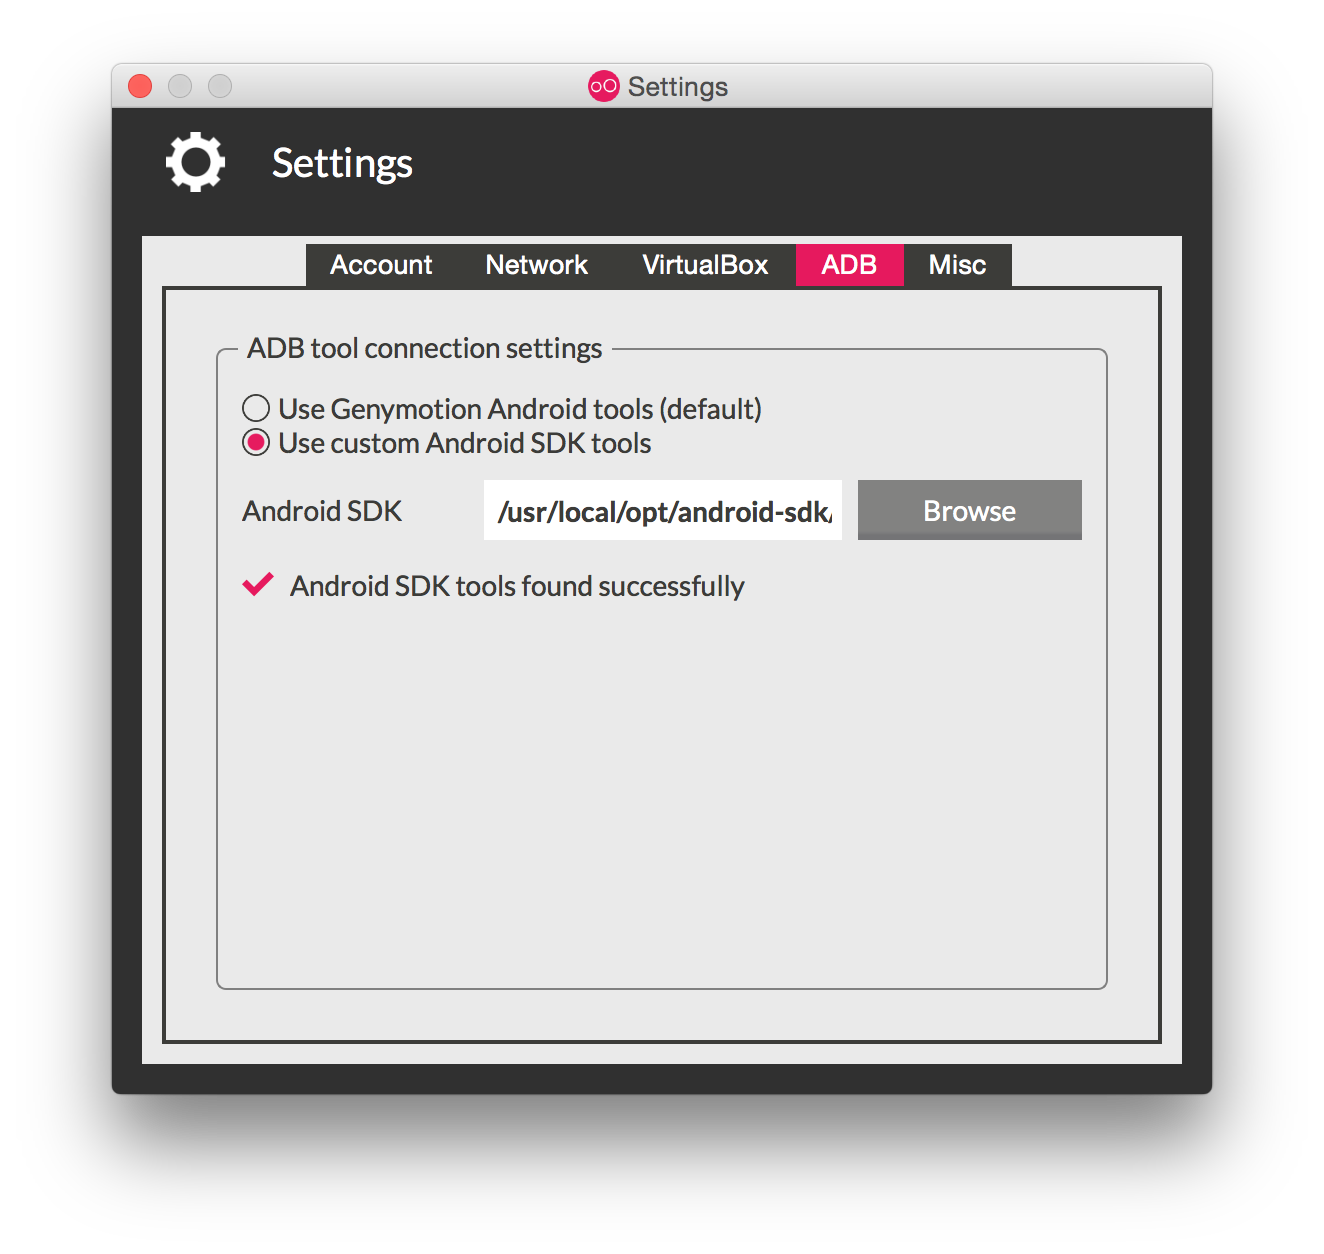 Settings
Settings
Account Network VirtualBox ADB Misc
ADB tool connection settings
Use Genymotion Android tools (default)
Use custom Android SDK tools
Android SDK /usr/local/opt/android-sdk/ Browse
Android SDK tools found successfully